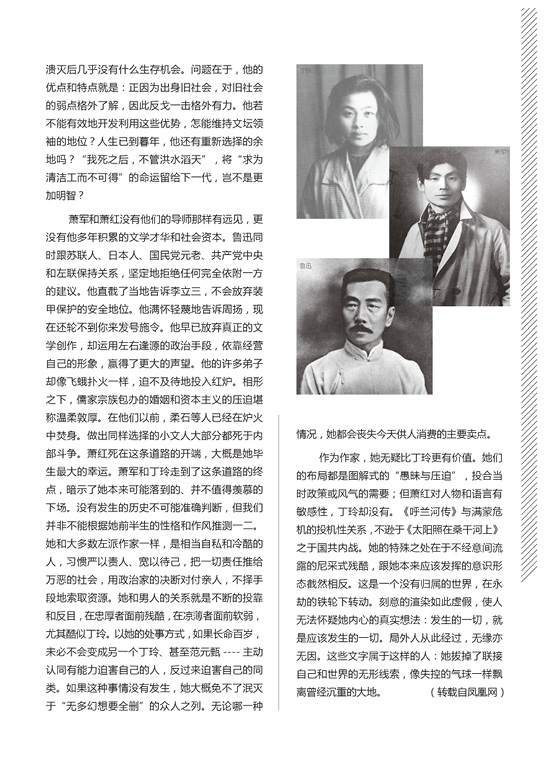 溃灭后几乎没有什么生存机会。问题在于，他的
优点和特点就是：正因为出身旧社会，对旧社会
的弱点格外了解，因此反戈一击格外有力。他若
不能有效地开发利用这些优势，怎能维持文坛领
袖的地位？人生已到暮年，他还有重新选择的余
地吗？“我死之后，不管洪水滔天”，将“求为
清洁工而不可得”的命运留给下一代，岂不是更
加明智？
萧军和萧红没有他们的导师那样有远见，更
没有他多年积累的文学才华和社会资本。鲁迅同
时跟苏联人、日本人、国民党元老、共产党中央
和左联保持关系，坚定地拒绝任何完全依附一方
的建议。他直截了当地告诉李立三，不会放弃装
甲保护的安全地位。他满怀轻蔑地告诉周扬，现
在还轮不到你来发号施令。他早已放弃真正的文
学创作，却运用左右逢源的政治手段，依靠经营
自己的形象，赢得了更大的声望。他的许多弟子
却像飞蛾扑火一样，迫不及待地投入红炉。相形
之下，儒家宗族包办的婚姻和资本主义的压迫堪
称温柔敦厚。在他们以前，柔石等人已经在炉火
中焚身。做出同样选择的小文人大部分都死于内
部斗争。萧红死在这条道路的开端，大概是她毕
生最大的幸运。萧军和丁玲走到了这条道路的终
点，暗示了她本来可能落到的、并不值得羡慕的
下场。没有发生的历史不可能准确判断，但我们
并非不能根据她前半生的性格和作风推测一二。
她和大多数左派作家一样，是相当自私和冷酷的
人，习惯严以责人、宽以待己，把一切责任推给
万恶的社会，用政治家的决断对付亲人，不择手
段地索取资源。她和男人的关系就是不断的投靠
和反目，在忠厚者面前残酷，在凉薄者面前软弱，
尤其酷似丁玲。以她的处事方式，如果长命百岁，
未必不会变成另一个丁玲、甚至范元甄 ---- 主动
认同有能力迫害自己的人，反过来迫害自己的同
类。如果这种事情没有发生，她大概免不了泯灭
于“无多幻想要全删”的众人之列。无论哪一种
丁玲
鲁迅
情况，她都会丧失今天供人消费的主要卖点。
作为作家，她无疑比丁玲更有价值。她们
的布局都是图解式的“愚昧与压迫”，投合当
时政策或风气的需要；但萧红对人物和语言有
敏感性，丁玲却没有。《呼兰河传》与满蒙危
机的投机性关系，不逊于《太阳照在桑干河上》
之于国共内战。她的特殊之处在于不经意间流
露的尼采式残酷，跟她本来应该发挥的意识形
态截然相反。这是一个没有归属的世界，在永
劫的铁轮下转动。刻意的渲染如此虚假，使人
无法怀疑她内心的真实想法：发生的一切，就
是应该发生的一切。局外人从此经过，无缘亦
无因。这些文字属于这样的人：她拔掉了联接
自己和世界的无形线索，像失控的气球一样飘
离曾经沉重的大地。 （转载自凤凰网）